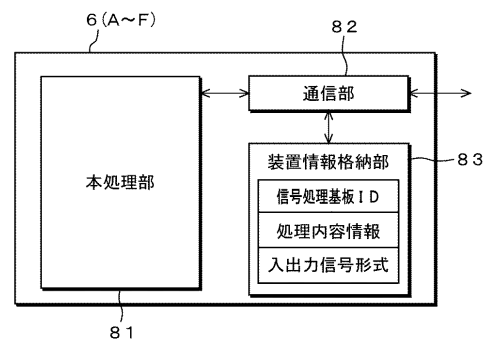 6(A～F)
82
通信部
本処理部
装置情報格納部
83
信号処理基板ID
処理内容情報
入出力信号形式
81